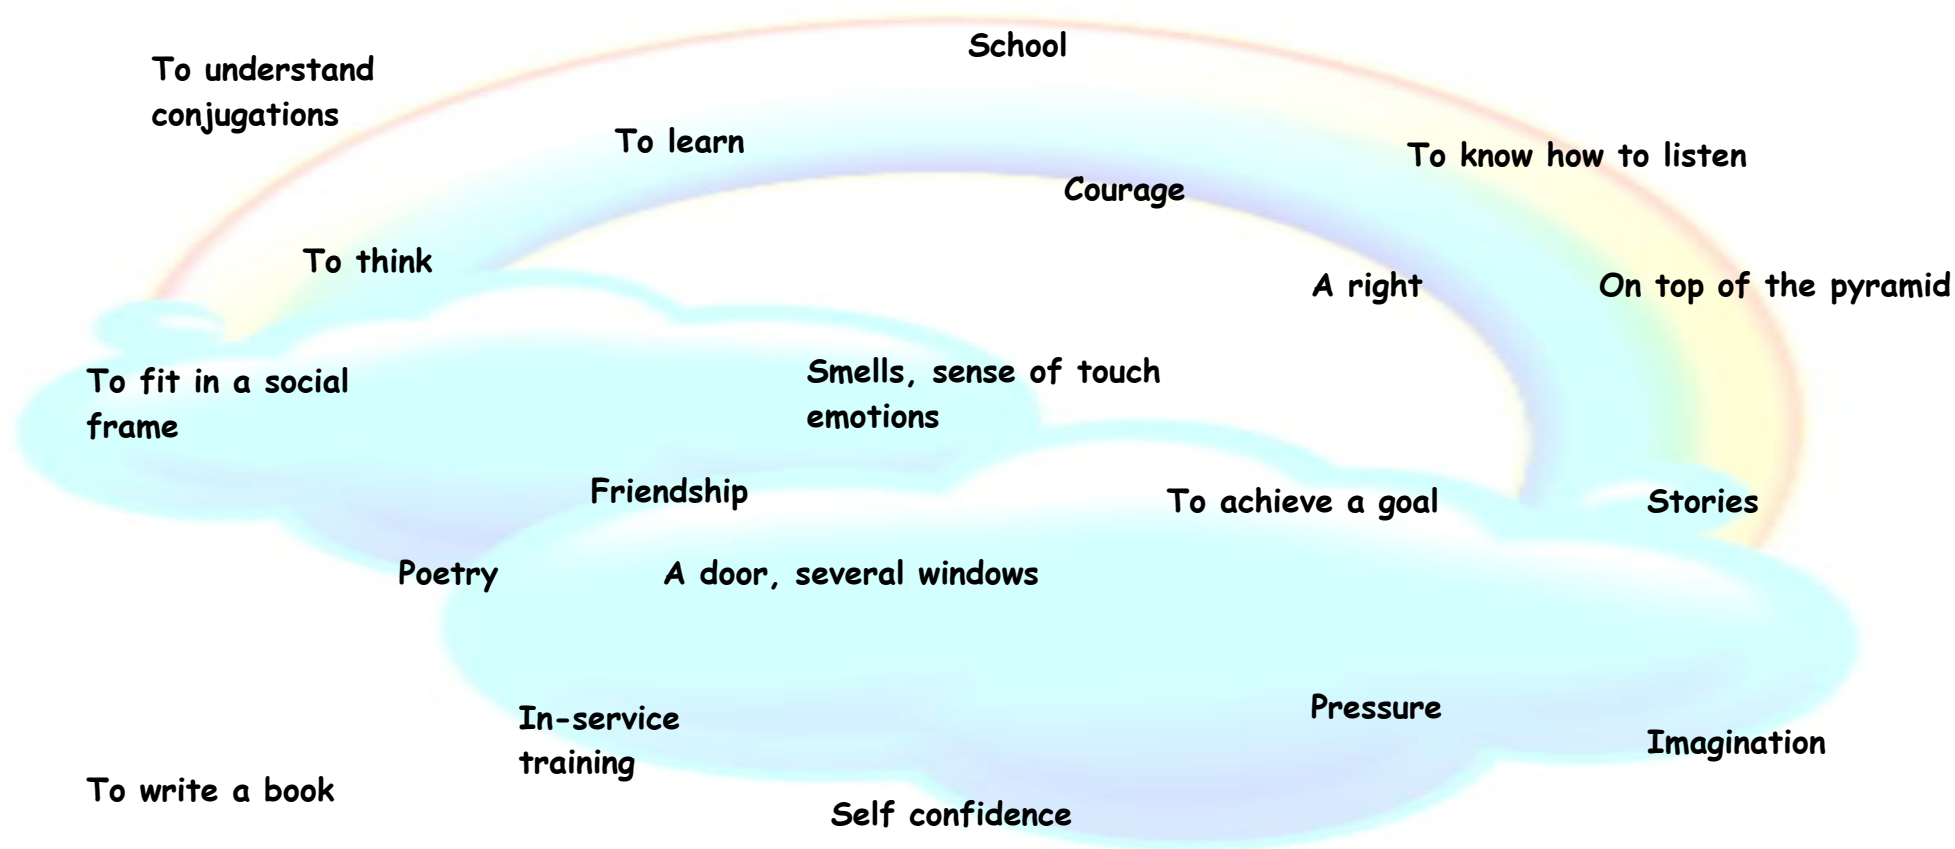 School
To understand
conjugations
To learn
To know how to listen
Courage
To think
A right
On top of the pyramid
To fit in a social
frame
Smells, sense of touch
emotions
Friendship
To achieve a goal
Stories
Poetry
A door, several windows
In-service
training
Pressure
Imagination
To write a book
Self confidence